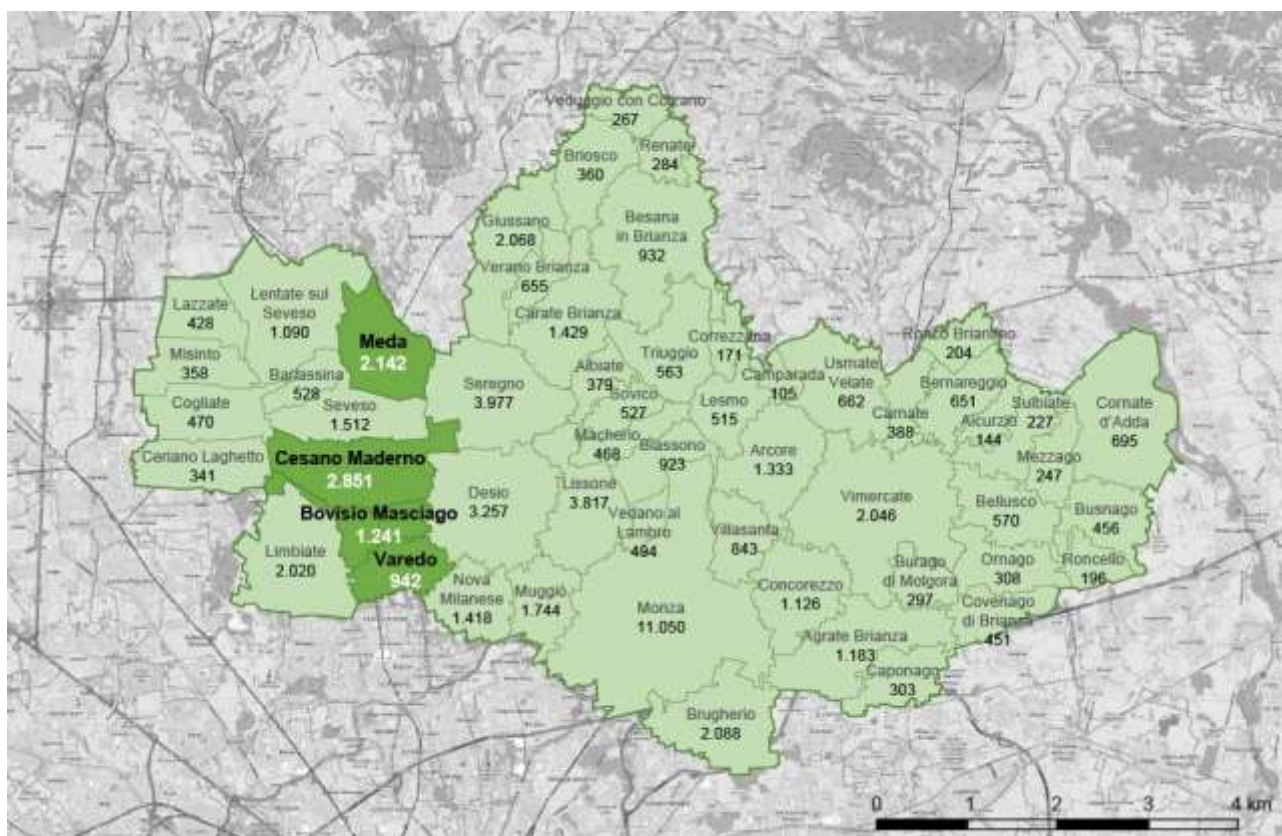 Veduggio con Colzano
267
Renate
284
Briosco
360
Giussano
2.068
Besana
in Brianza
932
Verano Brianza
655
Carate Brianza
1.429
Lazzate
428
Lentate sul
Seveso
1.090
Meda
2.142
Misinto
358
Barlassina
528
Cogliate
470
Seveso
1.512
Seregno
3.977
Albiate
379
Triuggio
563
Correzzana
171
Sovico
527
Lesmo
515
Camparada
105
Usmate
Velate
662
Ronco Briantino
204
Bernareggio
651
Carnate
388
Aicurzio
144
Sulbiate
227
Cornate
d'Adda
695
Mezzago
247
Ceriano Laghetto
341
Cesano Maderno
2.851
Macherio
468
Biassono
923
Arcore
1.333
Desio
3.257
Lissone
3.817
Vedano al
Lambro
494
Villasanta
843
Vimercate
2.046
Bellusco
570
Busnago
456
Bovisio Masciago
1.241
Limbiate
2.020
Varedo
942
Nova
Milanese
1.418
Muggiò
1.744
Monza
11.050
Concorezzo
1.126
Burago
di Molgora
297
Ornago
308
Roncello
196
Cavenago
di Brianza
451
Agrate Brianza
1.183
Caponago
303
Brugherio
2.088
0 1 2 3 4 km